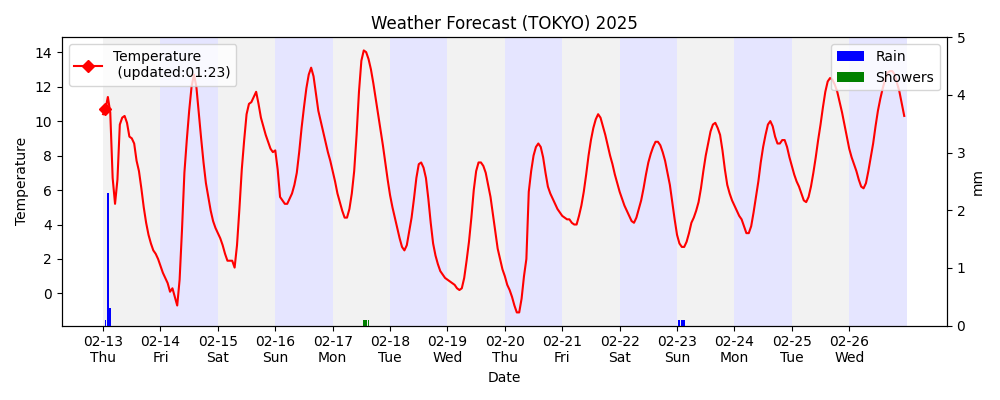 Weather Forecast (TOKYO) 2025
Temperature
(updated:01:23)
Rain
Showers
Temperature
14
12
10
8
6
4
2
0
5
4
3
2
1
0
mm
02-13 02-14 02-15 02-16 02-17 02-18 02-19 02-20 02-21 02-22 02-23 02-24 02-25 02-26
Thu Fri Sat Sun Mon Tue Wed Thu Fri Sat Sun Mon Tue Wed
Date